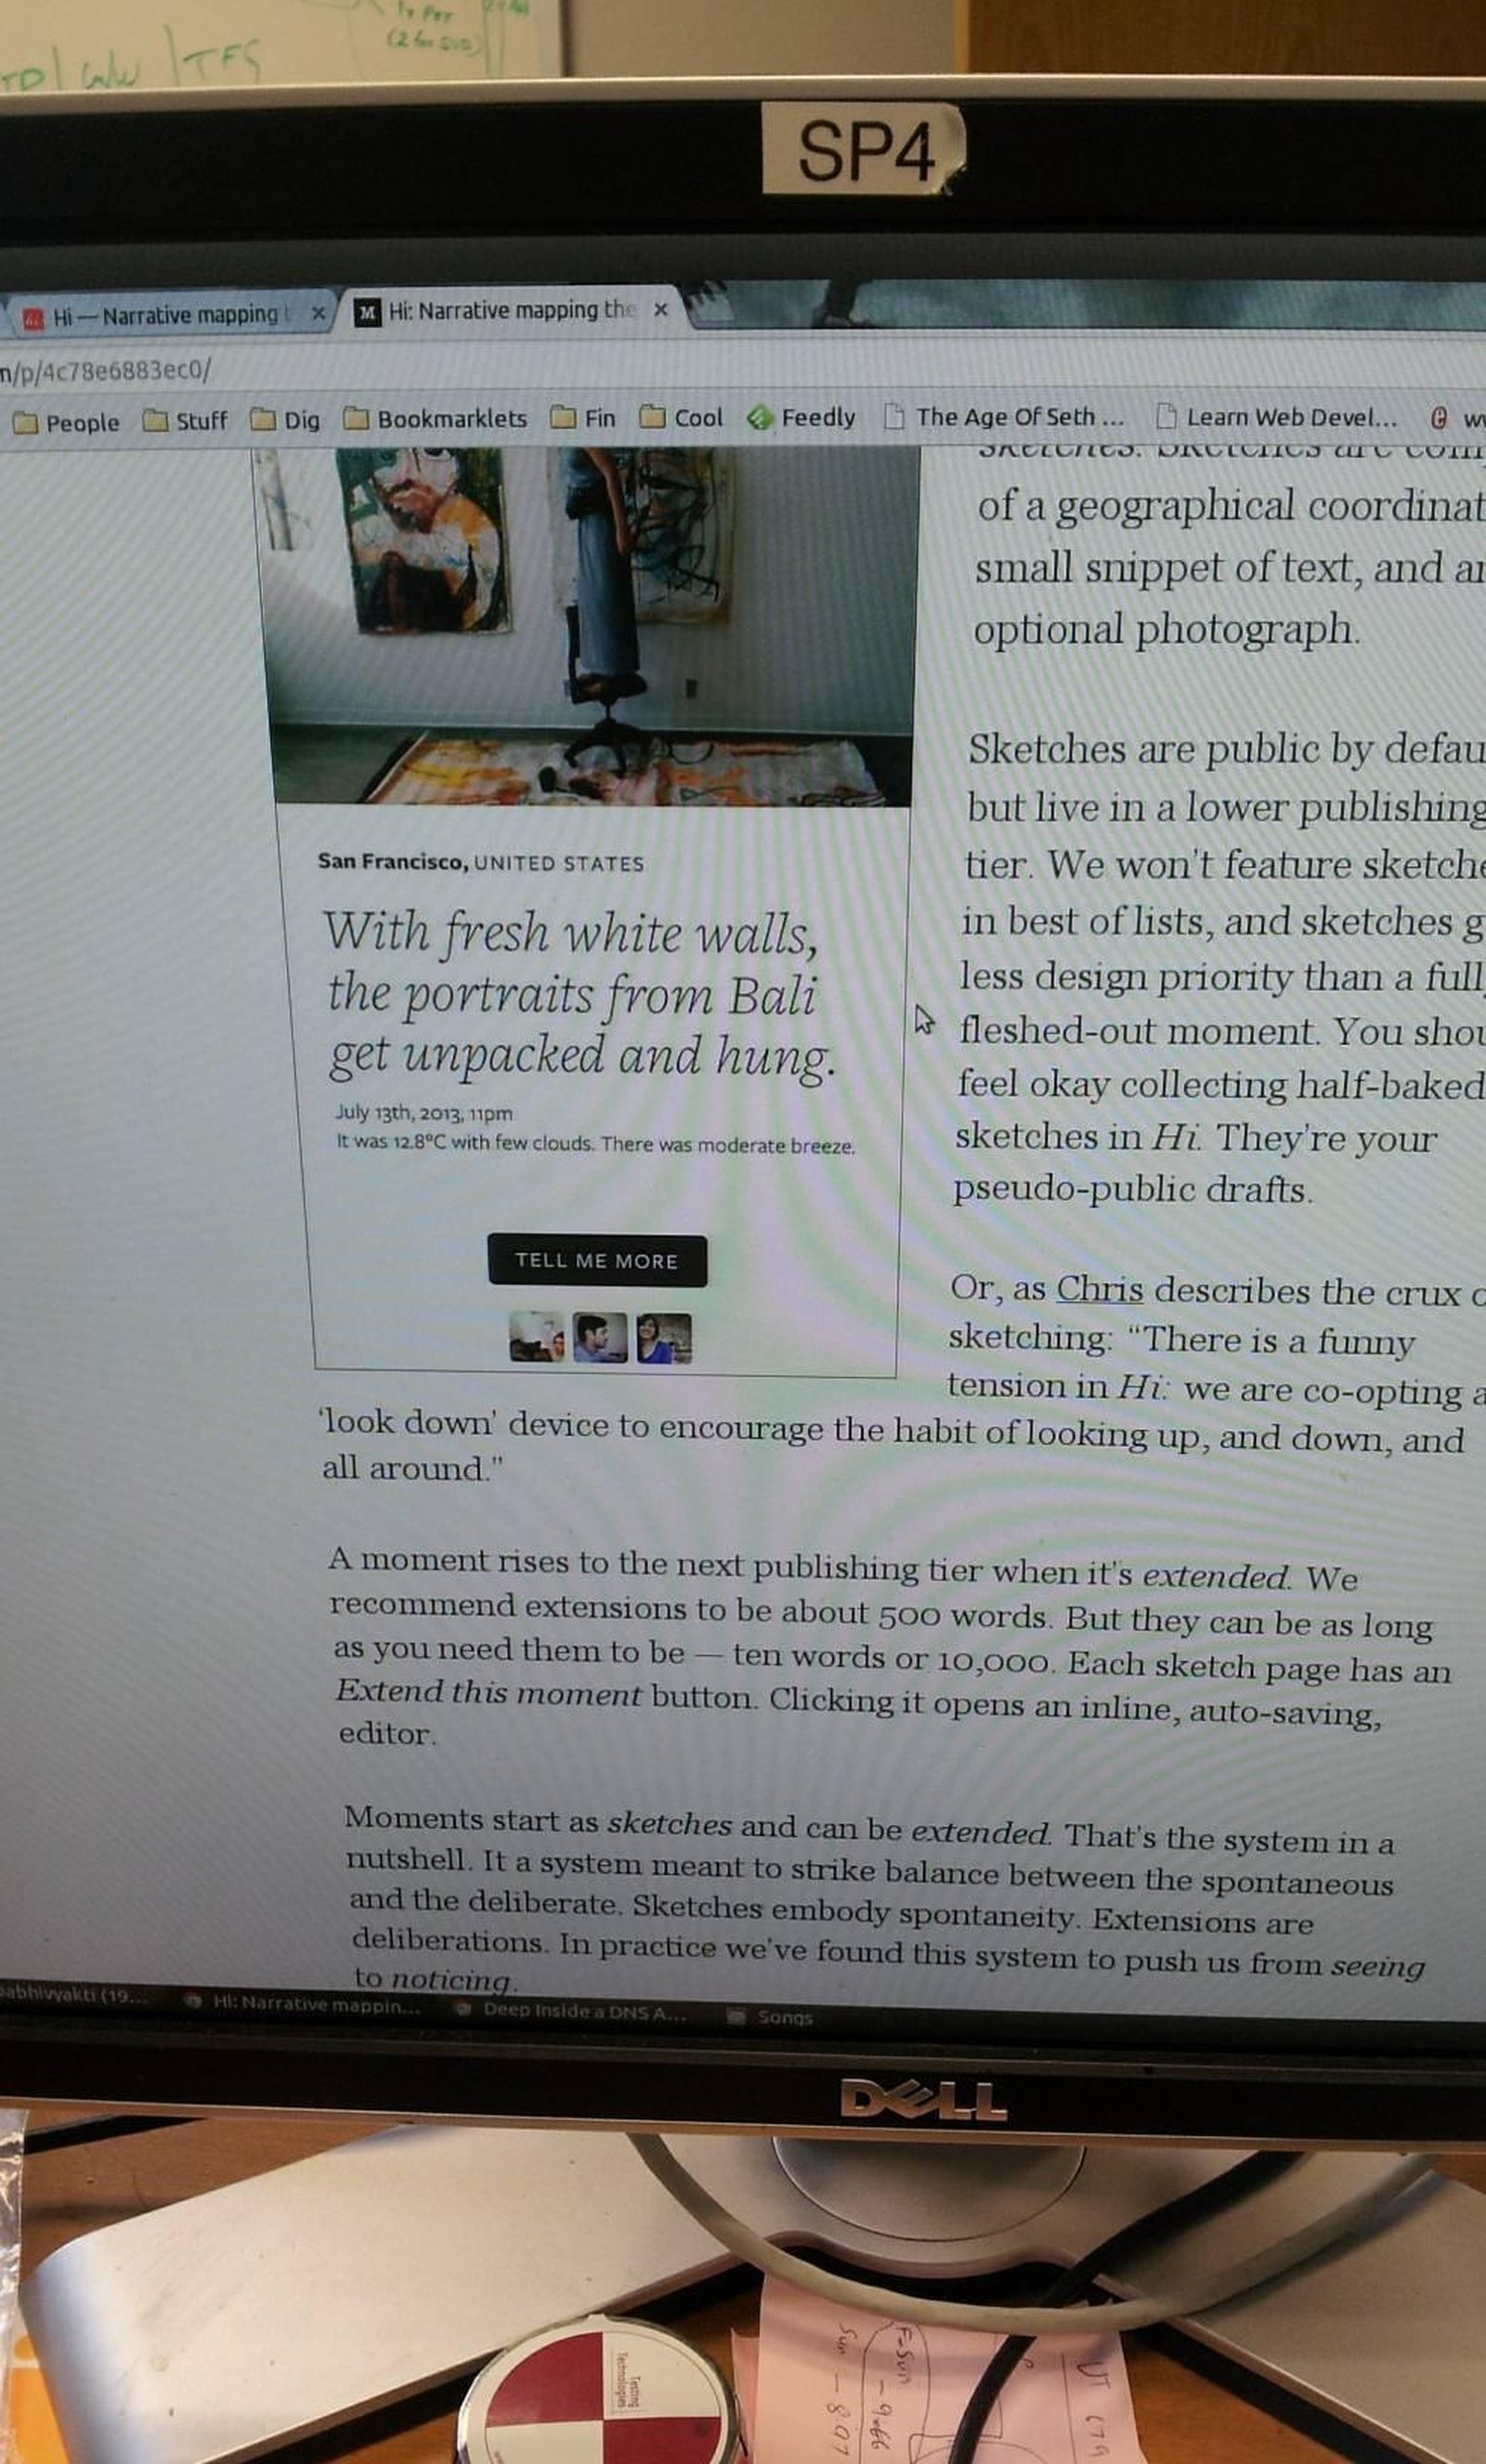 TD | WW | TFS
(2 for SVD)
SP4
Hi — Narrative mapping t
Hi: Narrative mapping the
n/p/4c78e6883ec0/
People Stuff Dig Bookmarklets Fin Cool Feedly The Age Of Seth ... Learn Web Devel...
of a geographical coordinat
small snippet of text, and
optional photograph.
Sketches are public by defau
but live in a lower publishing
tier. We won't feature sketche
in best of lists, and sketches g
less design priority than a full
fleshed-out moment. You shou
feel okay collecting half-baked
sketches in Hi. They're your
pseudo-public drafts.
San Francisco, UNITED STATES
With fresh white walls,
the portraits from Bali
get unpacked and hung.
July 13th, 2013, 11pm
It was 12.8°C with few clouds. There was moderate breeze.
TELL ME MORE
Or, as Chris describes the crux o
sketching: “There is a funny
tension in Hi: we are co-opting a
‘look down’ device to encourage the habit of looking up, and down, and
all around.”
A moment rises to the next publishing tier when it's extended. We
recommend extensions to be about 500 words. But they can be as long
as you need them to be — ten words or 10,000. Each sketch page has an
Extend this moment button. Clicking it opens an inline, auto-saving,
editor.
Moments start as sketches and can be extended. That's the system in a
nutshell. It a system meant to strike balance between the spontaneous
and the deliberate. Sketches embody spontaneity. Extensions are
deliberations. In practice we've found this system to push us from seeing
to noticing.
abhivyakti (19... Hi: Narrative mappin... Deep Inside a DNS A... Songs
DELL
Testing
Technologies
F-Sun - 9:66
Sun - 8:07